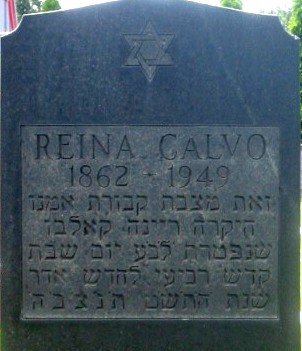 REINA CALVO
1862 - 1949
זאת מצבת קבורת אמנו
היקרה ריינה קאלבו
שנפטרת לבע יום שבת
קדש רביעי לחדש אדר
שנת התשט תנצבה